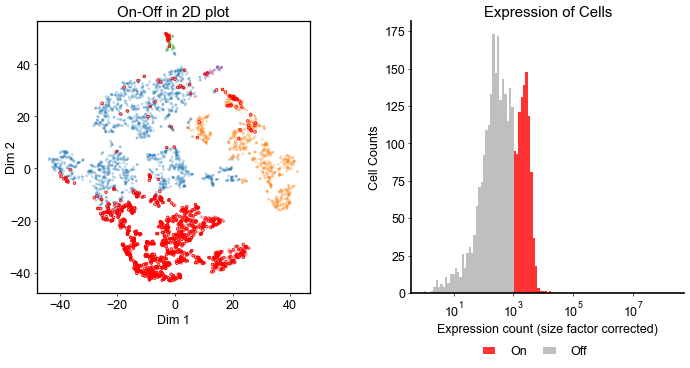 On-Off in 2D plot
Dim 2
40
20
0
−20
−40
−40 −20 0 20 40
Dim 1
Expression of Cells
Cell Counts
175
150
125
100
75
50
25
0
10^1 10^3 10^5 10^7
Expression count (size factor corrected)
On Off